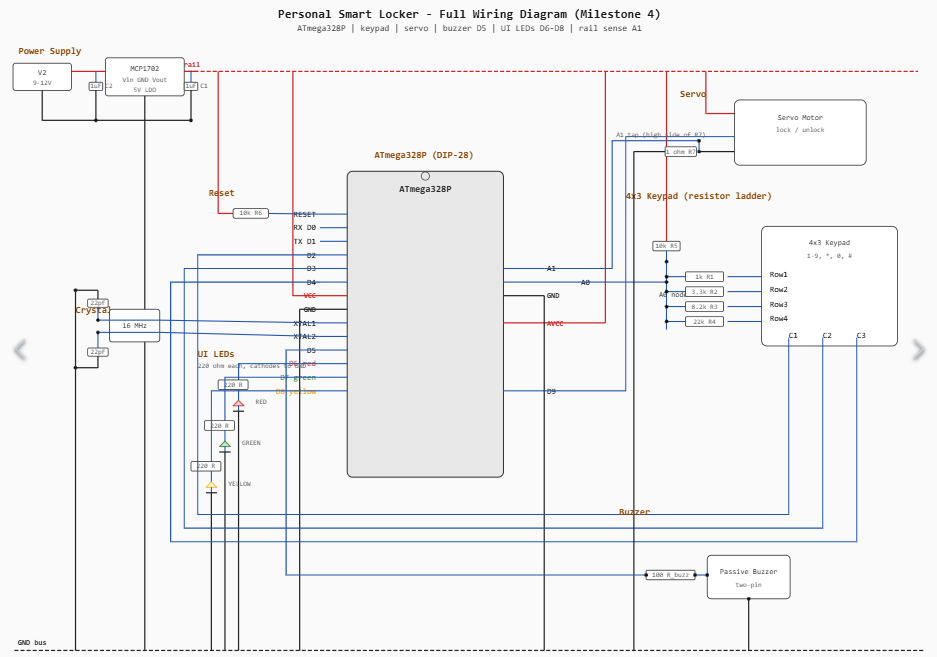 Personal Smart Locker - Full Wiring Diagram (Milestone 4)
ATmega328P | keypad | servo | buzzer D5 | UI LEDs D6-D8 | rail sense A1
Power Supply
V2
9-12V
1uF C2
MCP1702
Vin GND Vout
5V LDO
rail
1uF C1
Servo
Servo Motor
lock / unlock
A1 tap (high side of R7)
1 ohm R7
ATmega328P (DIP-28)
ATmega328P
Reset
10k R6
RESET
RX D0
TX D1
D2
D3
D4
VCC
GND
XTAL1
XTAL2
D5
D6 red
D7 green
D8 yellow
A1
A0
GND
AVCC
D9
4x3 Keypad (resistor ladder)
10k R5
A0 node
1k R1
3.3k R2
8.2k R3
22k R4
4x3 Keypad
1-9, *, 0, #
Row1
Row2
Row3
Row4
C1
C2
C3
Crystal
22pF
16 MHz
22pF
UI LEDs
220 ohm each, cathodes to GND
220 R
RED
220 R
GREEN
220 R
YELLOW
Buzzer
100 R_buzz
Passive Buzzer
two-pin
GND bus